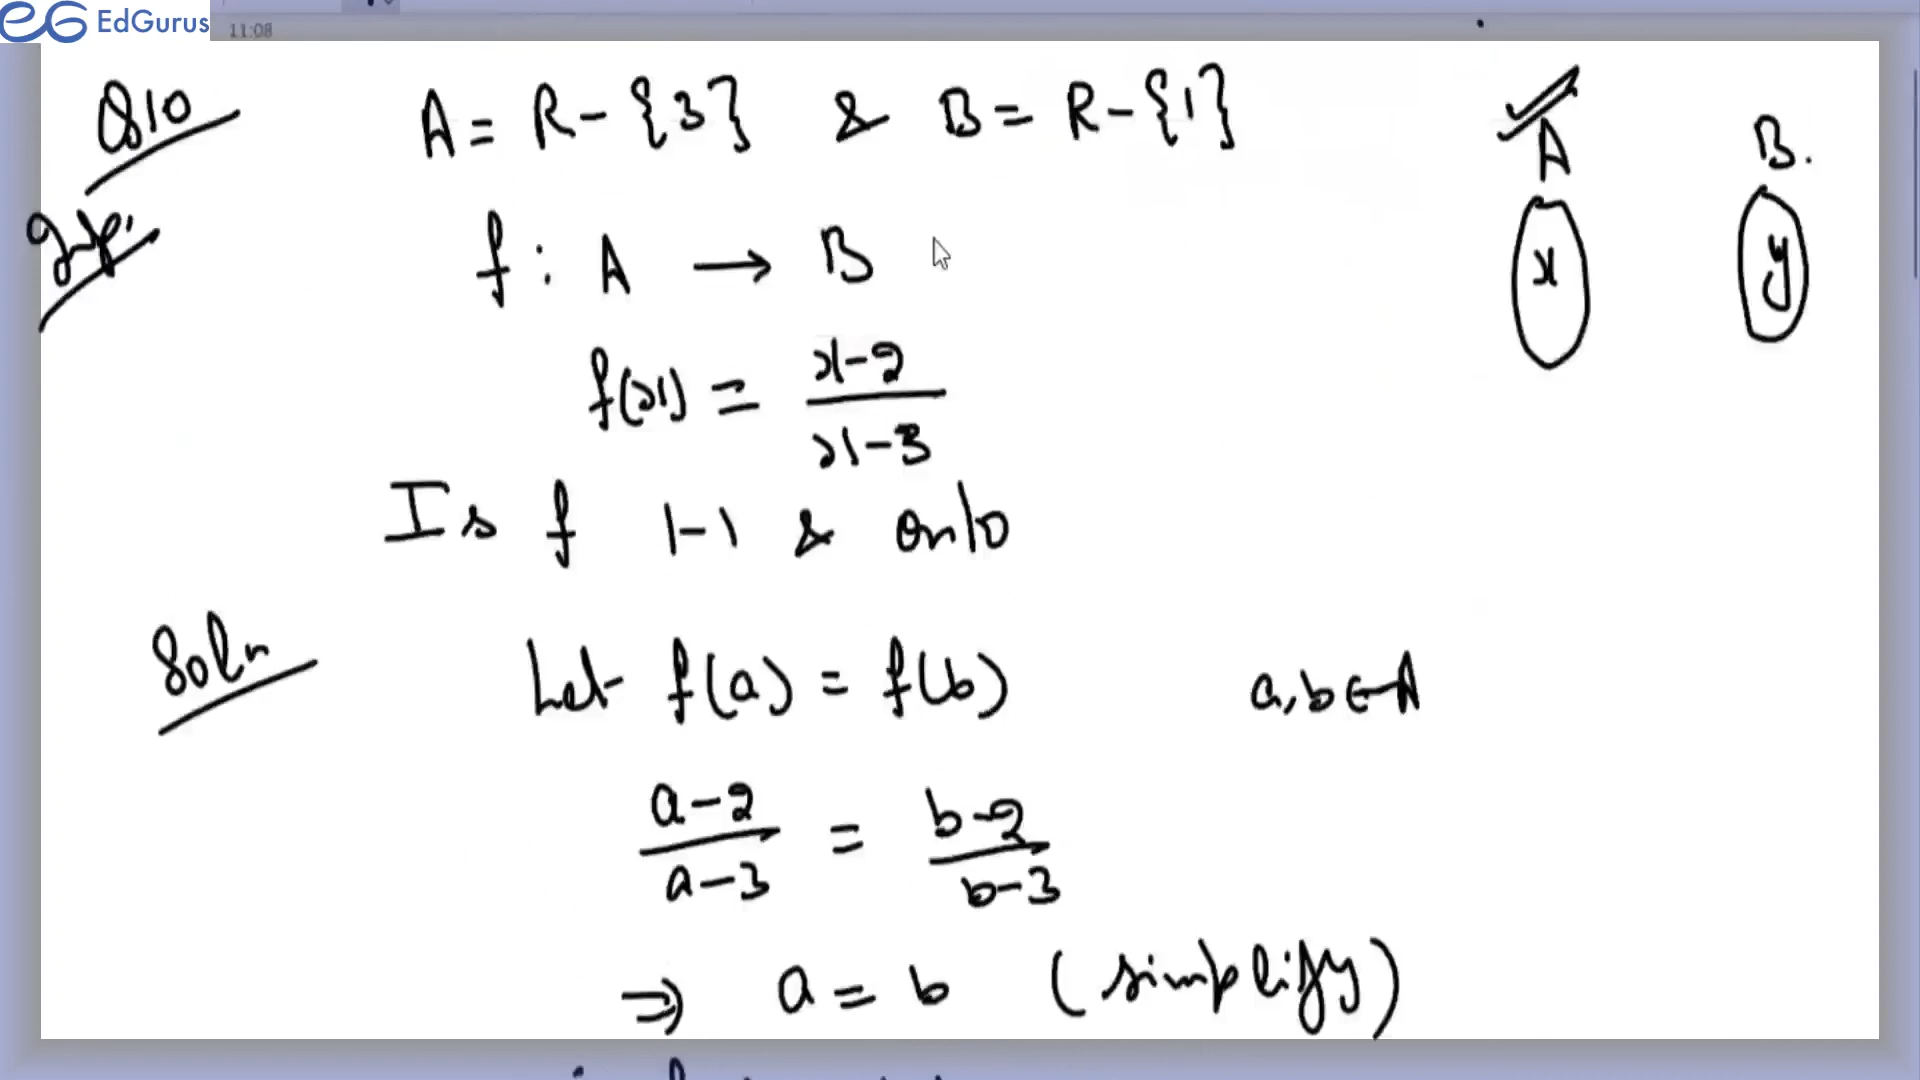 EdGurus
11:08
Q10 A = R - {3} & B = R - {1}
Imp.
A B.
f : A → B
x y
f(x) = x-2 / x-3
Is f 1-1 & onto
Soln Let f(a) = f(b) a, b ∈ A
a-2 / a-3 = b-2 / b-3
⇒ a = b (simplify)